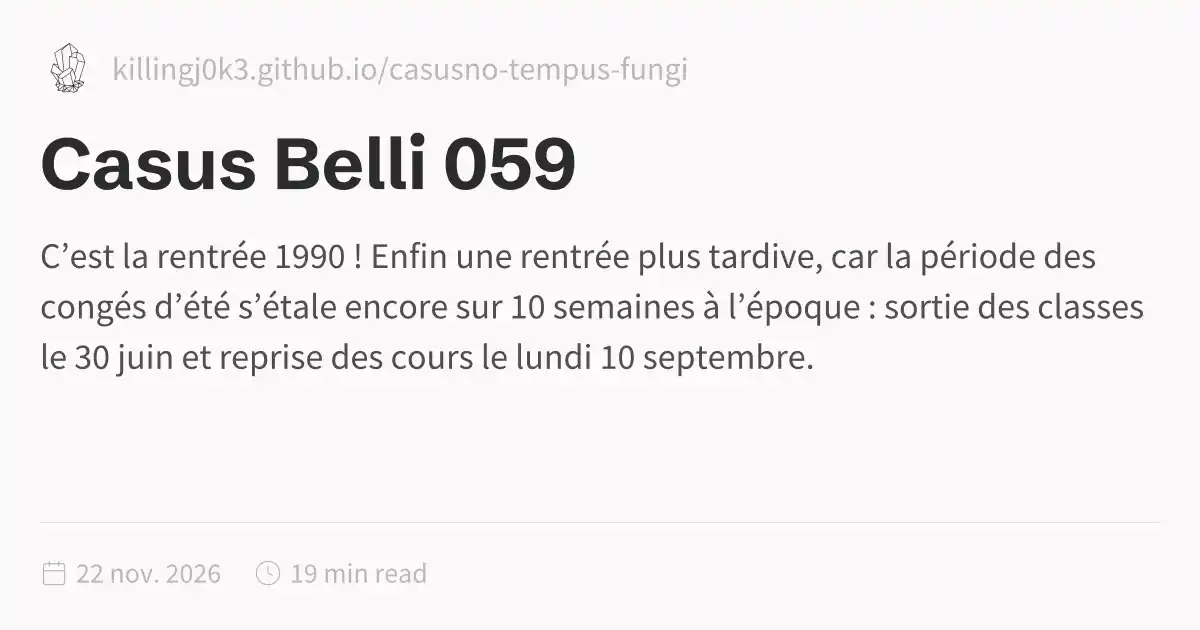 killingj0k3.github.io/casusno-tempus-fungi
Casus Belli 059
C’est la rentrée 1990 ! Enfin une rentrée plus tardive, car la période des
congés d’été s’étale encore sur 10 semaines à l’époque : sortie des classes
le 30 juin et reprise des cours le lundi 10 septembre.
22 nov. 2026 19 min read